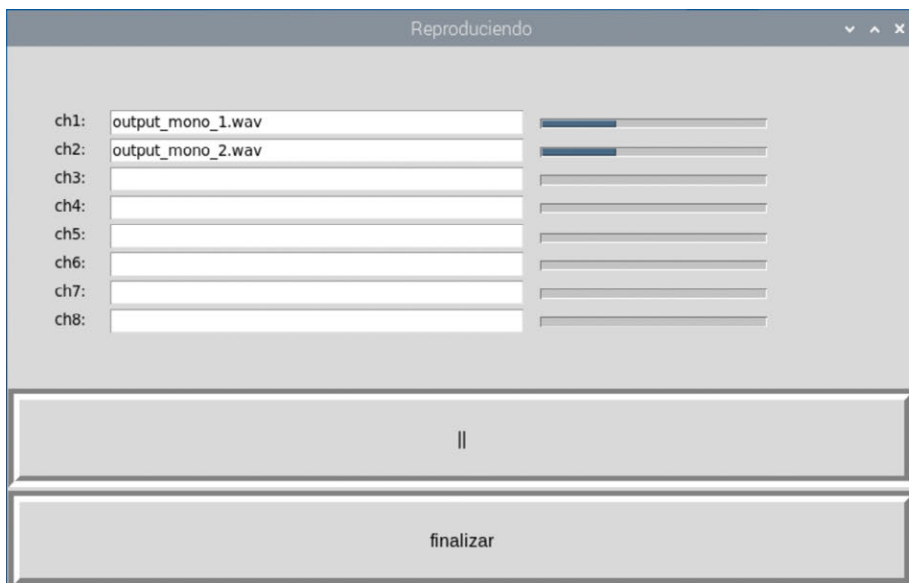 Reproduciendo
ch1: output_mono_1.wav
ch2: output_mono_2.wav
ch3:
ch4:
ch5:
ch6:
ch7:
ch8:
||
finalizar